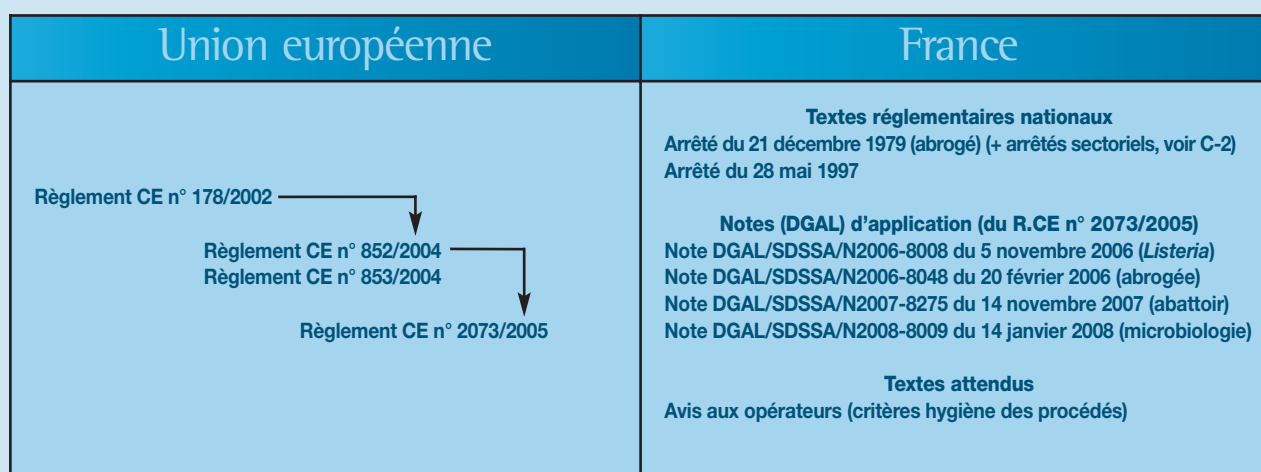 Union européenne
Règlement CE n° 178/2002
Règlement CE n° 852/2004
Règlement CE n° 853/2004
Règlement CE n° 2073/2005
France
Textes réglementaires nationaux
Arrêté du 21 décembre 1979 (abrogé) (+ arrêtés sectoriels, voir C-2)
Arrêté du 28 mai 1997
Notes (DGAL) d’application (du R.CE n° 2073/2005)
Note DGAL/SDSSA/N2006-8008 du 5 novembre 2006 (Listeria)
Note DGAL/SDSSA/N2006-8048 du 20 février 2006 (abrogée)
Note DGAL/SDSSA/N2007-8275 du 14 novembre 2007 (abattoir)
Note DGAL/SDSSA/N2008-8009 du 14 janvier 2008 (microbiologie)
Textes attendus
Avis aux opérateurs (critères hygiène des procédés)